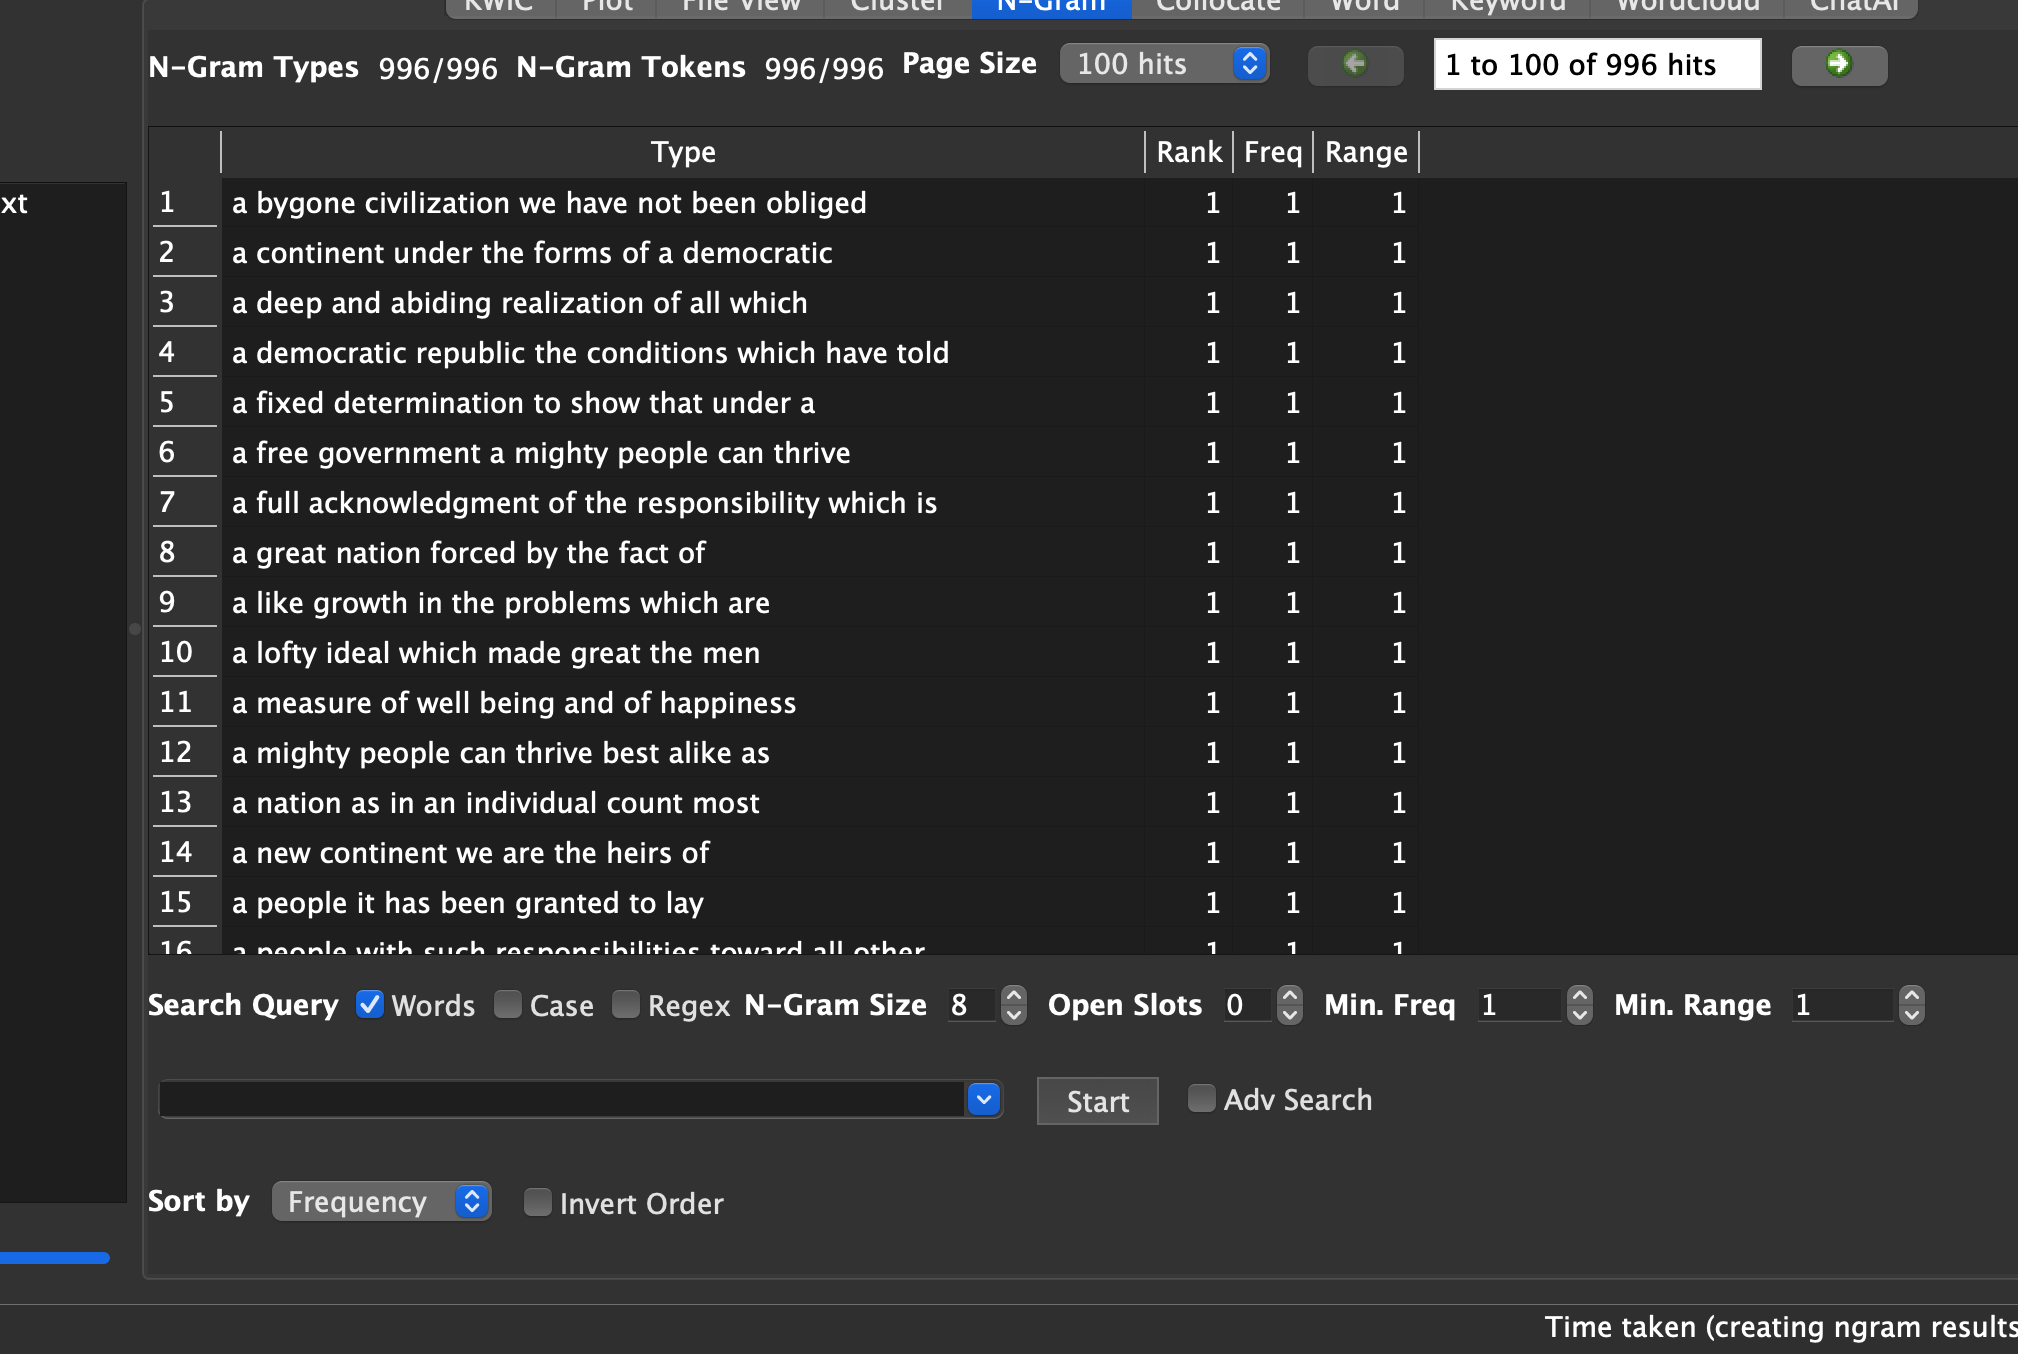 KWIC Plot File View Cluster N-Gram Collocate Word Keyword Wordcloud ChatAI
N-Gram Types 996/996 N-Gram Tokens 996/996 Page Size 100 hits 1 to 100 of 996 hits
Type Rank Freq Range
xt
1 a bygone civilization we have not been obliged 1 1 1
2 a continent under the forms of a democratic 1 1 1
3 a deep and abiding realization of all which 1 1 1
4 a democratic republic the conditions which have told 1 1 1
5 a fixed determination to show that under a 1 1 1
6 a free government a mighty people can thrive 1 1 1
7 a full acknowledgment of the responsibility which is 1 1 1
8 a great nation forced by the fact of 1 1 1
9 a like growth in the problems which are 1 1 1
10 a lofty ideal which made great the men 1 1 1
11 a measure of well being and of happiness 1 1 1
12 a mighty people can thrive best alike as 1 1 1
13 a nation as in an individual count most 1 1 1
14 a new continent we are the heirs of 1 1 1
15 a people it has been granted to lay 1 1 1
16 a people with such responsibilities toward all other 1 1 1
Search Query Words Case Regex N-Gram Size 8 Open Slots 0 Min. Freq 1 Min. Range 1
Start Adv Search
Sort by Frequency Invert Order
Time taken (creating ngram results